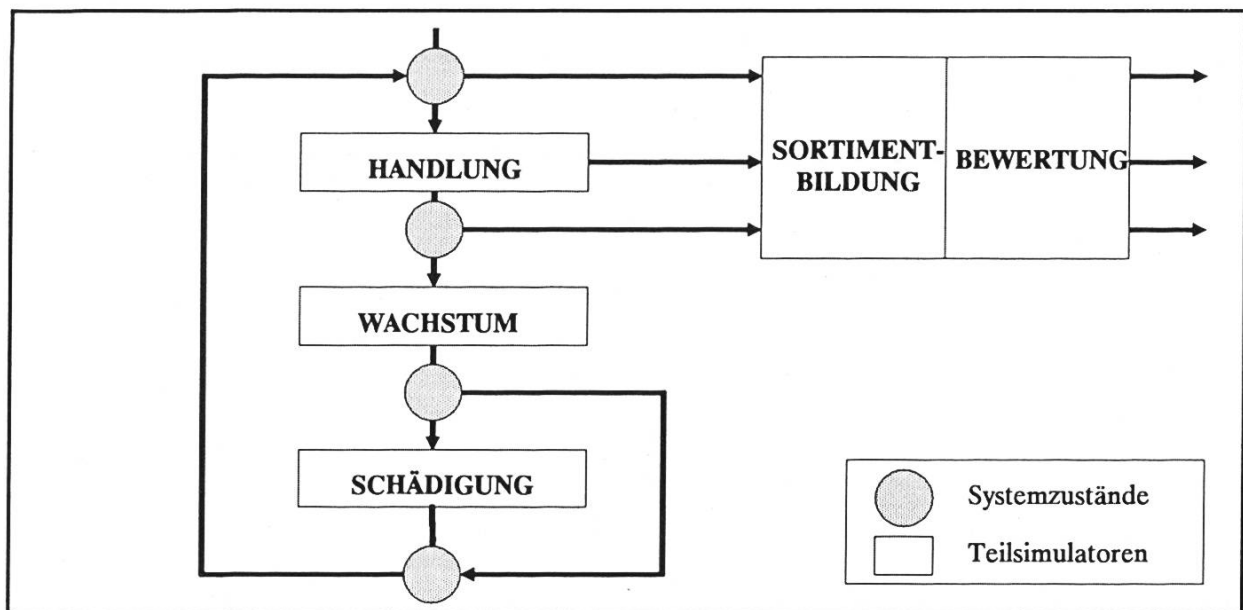 HANDLUNG
SORTIMENT-
BILDUNG
BEWERTUNG
WACHSTUM
SCHÄDIGUNG
Systemzustände
Teilsimulatoren